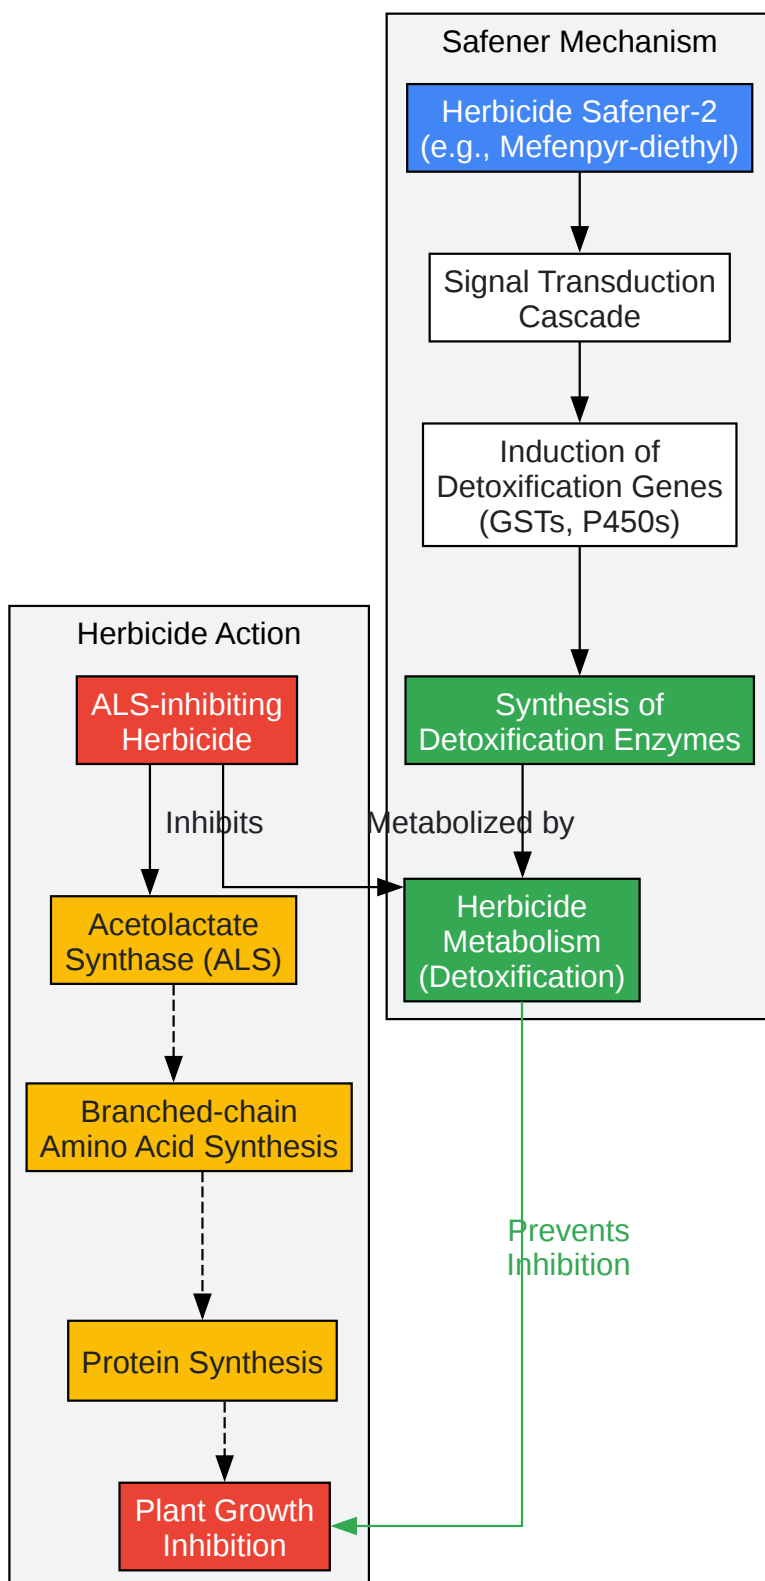 Safener Mechanism
Herbicide Safener-2
(e.g., Mefenpyr-diethyl)
Signal Transduction
Cascade
Induction of
Detoxification Genes
(GSTs, P450s)
Herbicide Action
ALS-inhibiting
Herbicide
Synthesis of
Detoxification Enzymes
Inhibits
Metabolized by
Acetolactate
Synthase (ALS)
Herbicide
Metabolism
(Detoxification)
Branched-chain
Amino Acid Synthesis
Prevents
Inhibition
Protein Synthesis
Plant Growth
Inhibition